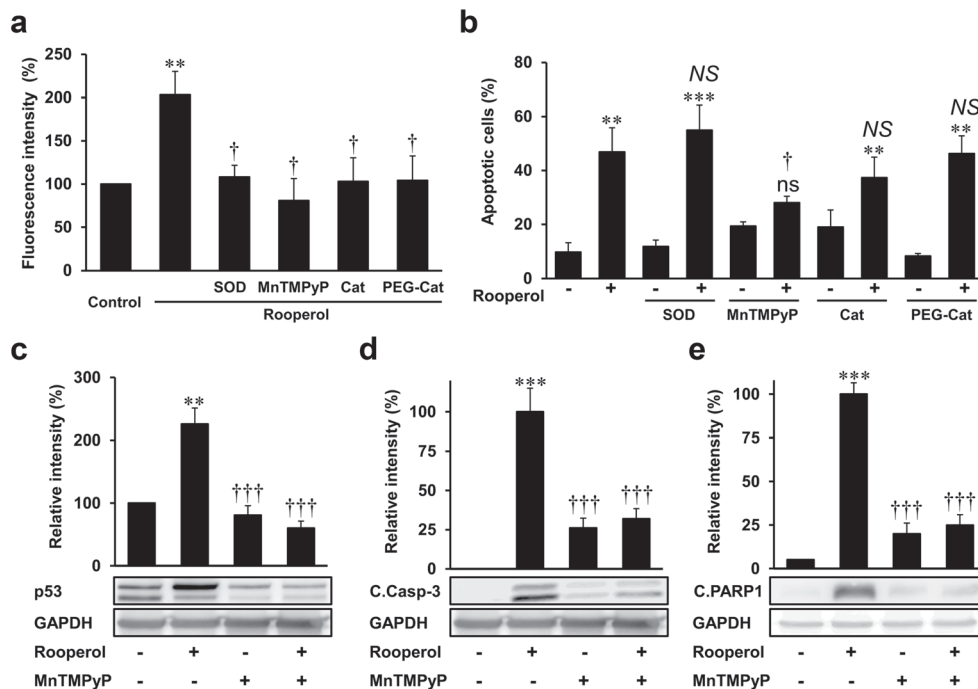 a
Fluorescence intensity (%)
250
200
150
100
50
0
**
†
†
†
†
SOD MnTMPyP Cat PEG-Cat
Control
Rooperol
b
Apoptotic cells (%)
80
60
40
20
0
**
NS
***
†
ns
NS
**
NS
**
Rooperol - + - + - + - + - +
SOD MnTMPyP Cat PEG-Cat
c
Relative intensity (%)
300
200
100
0
**
†††
†††
p53
GAPDH
Rooperol - + - +
MnTMPyP - - + +
d
Relative intensity (%)
100
75
50
25
0
***
†††
†††
C.Casp-3
GAPDH
Rooperol - + - +
MnTMPyP - - + +
e
Relative intensity (%)
100
75
50
25
0
***
†††
†††
C.PARP1
GAPDH
Rooperol - + - +
MnTMPyP - - + +